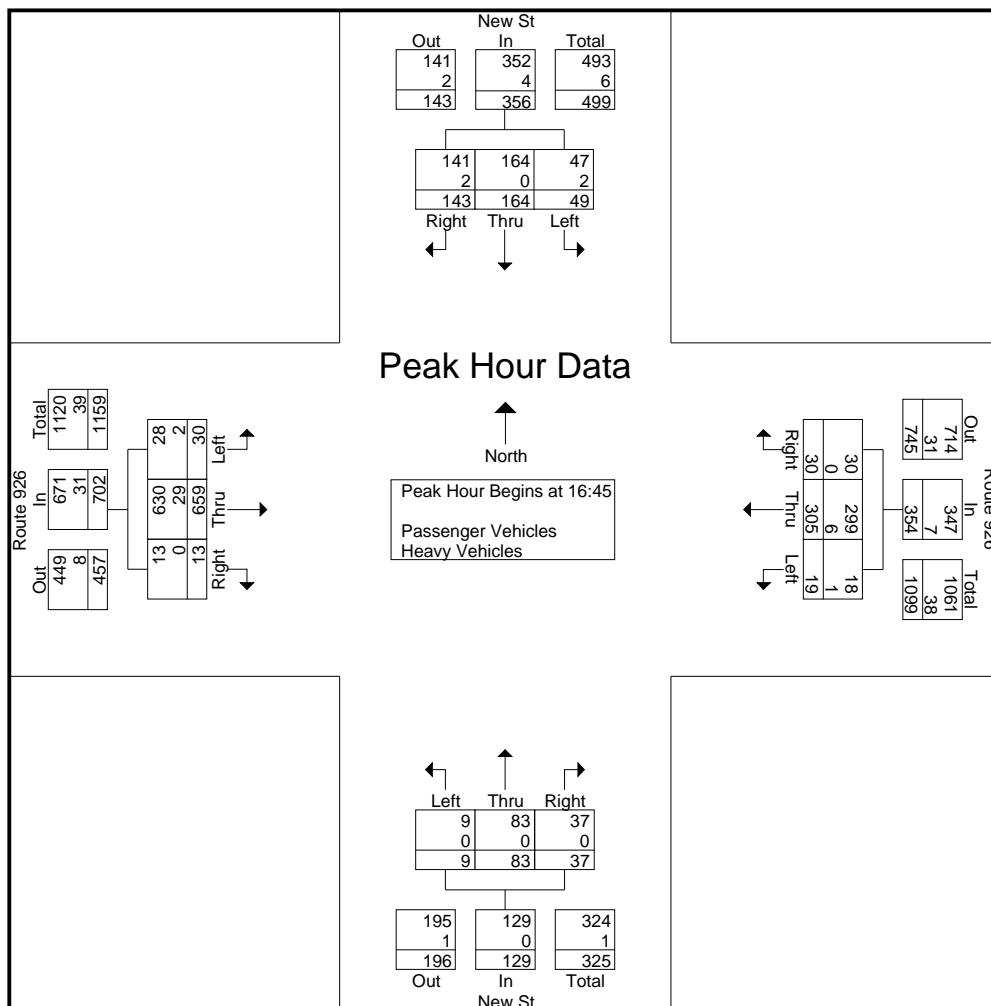 New St
Out In Total
141 352 493
2 4 6
143 356 499
141 164 47
2 0 2
143 164 49
Right Thru Left
Peak Hour Data
North
Peak Hour Begins at 16:45
Passenger Vehicles
Heavy Vehicles
Route 926
Total In Out
1120 671 449
39 31 8
1159 702 457
28 630 13
2 29 0
30 659 13
Left Thru Right
Route 926
Out In Total
714 347 1061
31 7 38
745 354 1099
30 299 18
0 6 1
30 305 19
Right Thru Left
Left Thru Right
9 83 37
0 0 0
9 83 37
195 129 324
1 0 1
196 129 325
Out In Total
New St